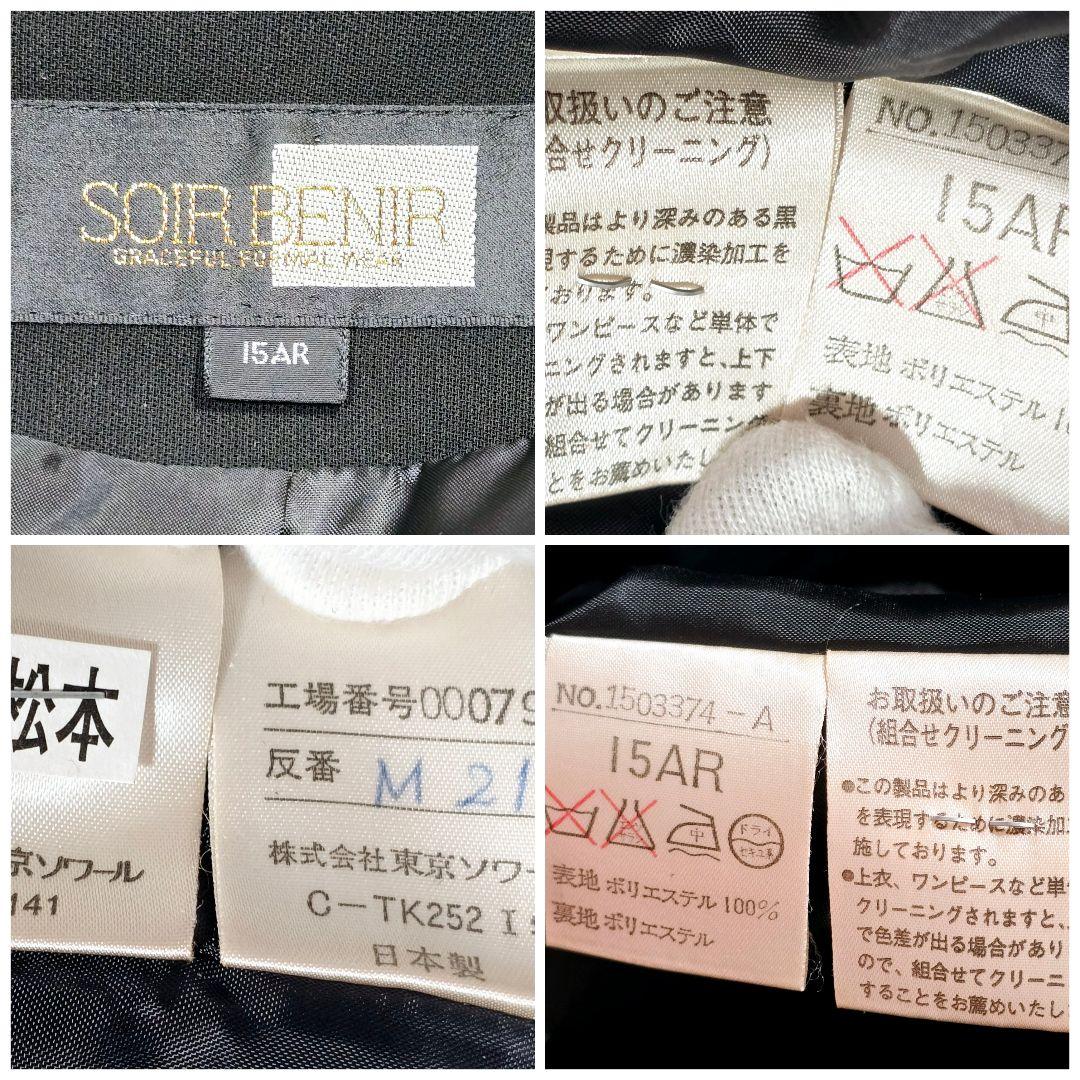 SOIR BENIR
GRACEFUL FORMAL WEAR
15AR
取扱いのご注意
組合せクリーニング)
製品はより深みのある黒
現するために濃染加工を
ております。
ワンピースなど単体で
ニングされますと、上下
が出る場合があります
組合せてクリーニング
とをお薦めいたし
NO.150337
15AR
中
表地 ポリエステル 1
裏地 ポリエステル
松本
京ソワール
141
工場番号00079
反番 M 21
株式会社東京ソワー
C-TK252 I
日本製
NO.1503374-A
15AR
中
ドライ
セキユ系
表地 ポリエステル 100%
裏地 ポリエステル
お取扱いのご注意
(組合せクリーニング
●この製品はより深みのあ
を表現するために濃染加工
施しております。
●上衣、ワンピースなど単体
クリーニングされますと、
で色差が出る場合があり
ので、組合せてクリーニ
することをお薦めいたし